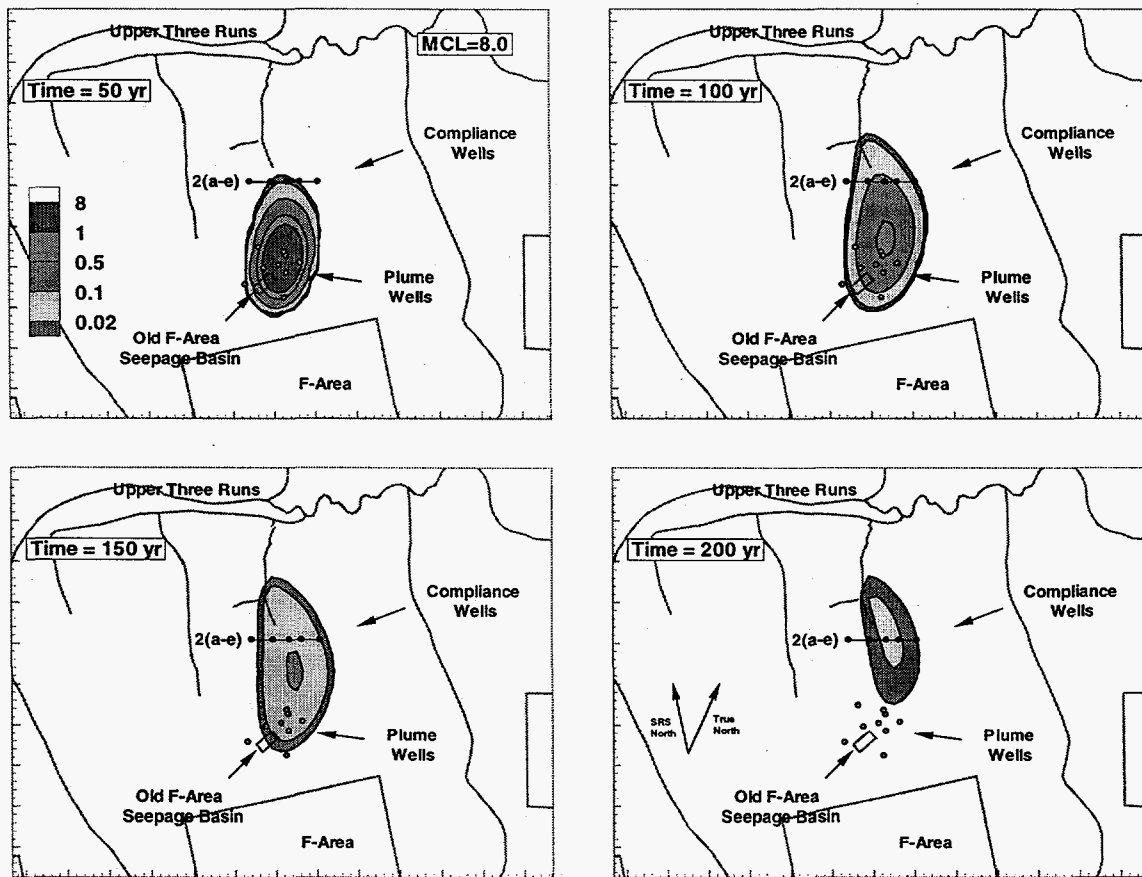 Upper Three Runs
MCL=8.0
Time = 50 yr
Compliance
Wells
2(a-e)
8
1
0.5
0.1
0.02
Plume
Wells
Old F-Area
Seepage Basin
F-Area
Upper Three Runs
Time = 100 yr
Compliance
Wells
2(a-e)
Plume
Wells
Old F-Area
Seepage Basin
F-Area
Upper Three Runs
Time = 150 yr
Compliance
Wells
2(a-e)
Plume
Wells
Old F-Area
Seepage Basin
F-Area
Upper Three Runs
Time = 200 yr
Compliance
Wells
2(a-e)
SRS
North
True
North
Plume
Wells
Old F-Area
Seepage Basin
F-Area